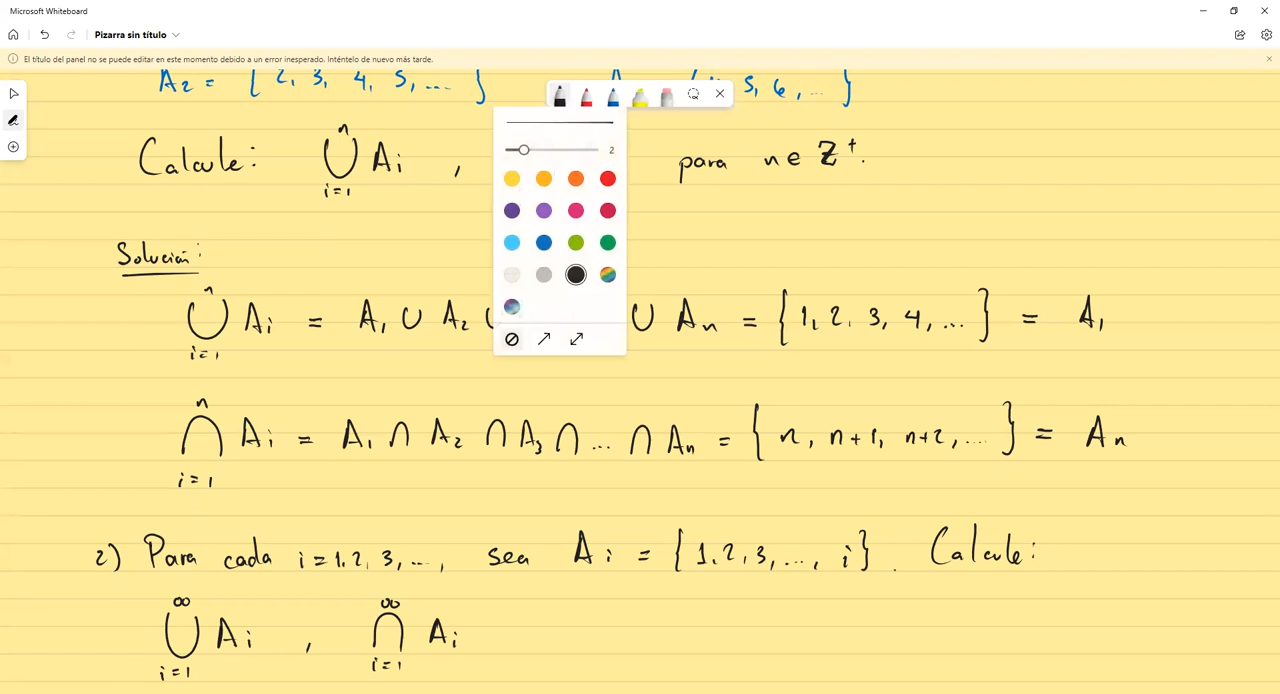 Microsoft Whiteboard
Pizarra sin título
El título del panel no se puede editar en este momento debido a un error inesperado. Inténtelo de nuevo más tarde.
A₂ = { 2, 3, 4, 5, ... } 5, 6, ... }
Calcule: ⋃ⁿᵢ₌₁ Aᵢ , para n ∈ ℤ⁺.
2
Solución:
⋃ⁿᵢ₌₁ Aᵢ = A₁ ∪ A₂ ∪ Aₙ = { 1, 2, 3, 4, ... } = A₁
⋂ⁿᵢ₌₁ Aᵢ = A₁ ∩ A₂ ∩ A₃ ∩ ... ∩ Aₙ = { n, n+1, n+2, ... } = Aₙ
2) Para cada i = 1, 2, 3, ..., sea Aᵢ = { 1, 2, 3, ..., i }. Calcule:
⋃^∞ᵢ₌₁ Aᵢ , ⋂^∞ᵢ₌₁ Aᵢ